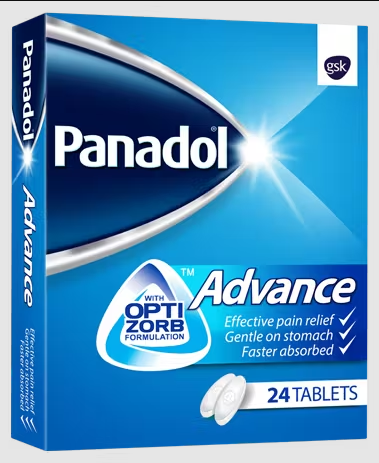 gsk
Panadol®
™
Advance
WITH
OPTI
ZORB
FORMULATION
Effective pain relief ✓
Gentle on stomach ✓
Faster absorbed ✓
24 TABLETS
Panadol
Advance
Effective pain relief ✓
Gentle on stomach ✓
Faster absorbed ✓